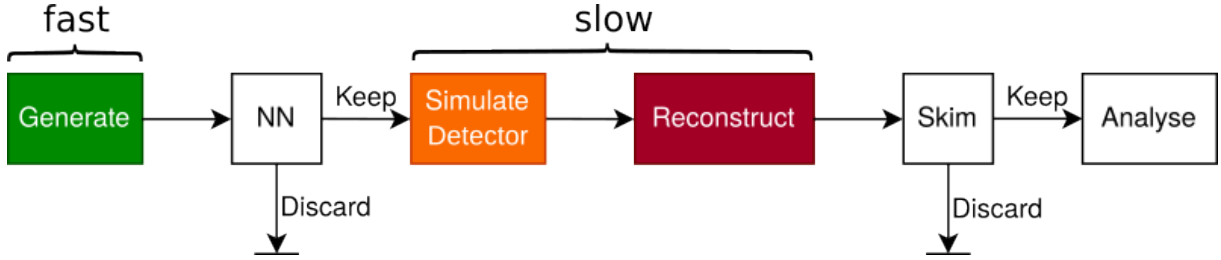 fast
slow
Generate
NN
Keep
Simulate
Detector
Reconstruct
Skim
Keep
Analyse
Discard
Discard